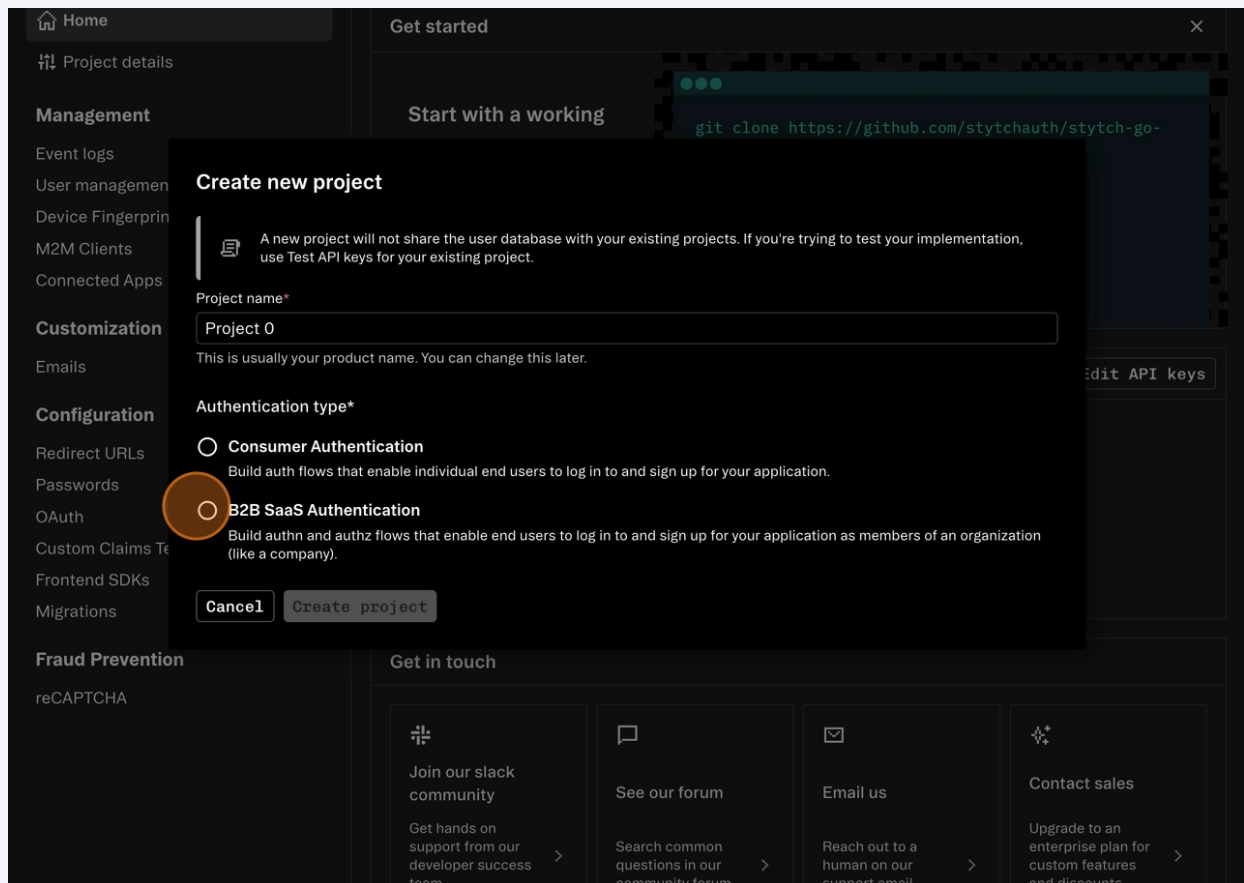 Home
Project details
Management
Event logs
User managemen
Device Fingerprin
M2M Clients
Connected Apps
Customization
Emails
Configuration
Redirect URLs
Passwords
OAuth
Custom Claims Te
Frontend SDKs
Migrations
Fraud Prevention
reCAPTCHA
Get started
Start with a working
git clone https://github.com/stytchauth/stytch-go-
Create new project
A new project will not share the user database with your existing projects. If you're trying to test your implementation,
use Test API keys for your existing project.
Project name*
Project 0
This is usually your product name. You can change this later.
Authentication type*
Consumer Authentication
Build auth flows that enable individual end users to log in to and sign up for your application.
B2B SaaS Authentication
Build authn and authz flows that enable end users to log in to and sign up for your application as members of an organization
(like a company).
Cancel
Create project
Edit API keys
Get in touch
Join our slack
community
Get hands on
support from our
developer success
team
See our forum
Search common
questions in our
community forum
Email us
Reach out to a
human on our
support email
Contact sales
Upgrade to an
enterprise plan for
custom features
and discounts